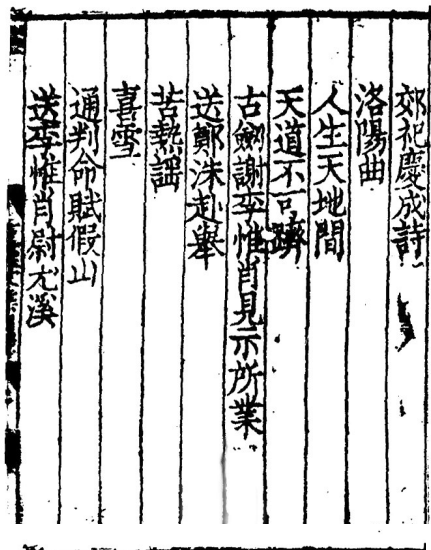 郊祀慶成詩
洛陽曲
人生天地間
天道不可躋
古劔謝李惟肖見示所業
送鄭洙赴舉
苦熱謡
喜雪
通判命賦假山
送李惟肖尉尤溪